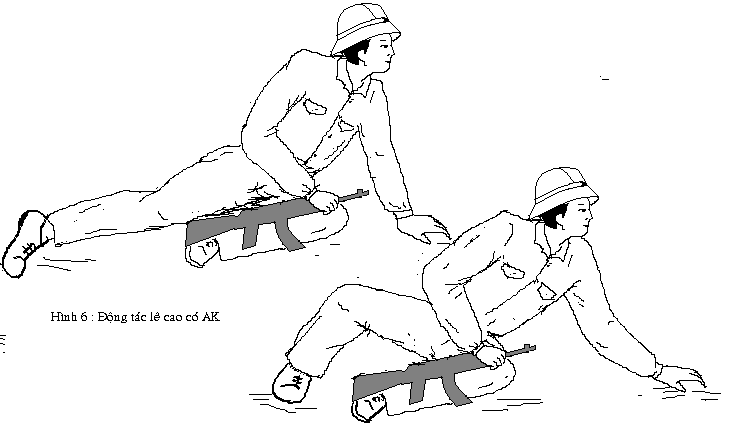 Hình 6 : Động tác lê cao có AK